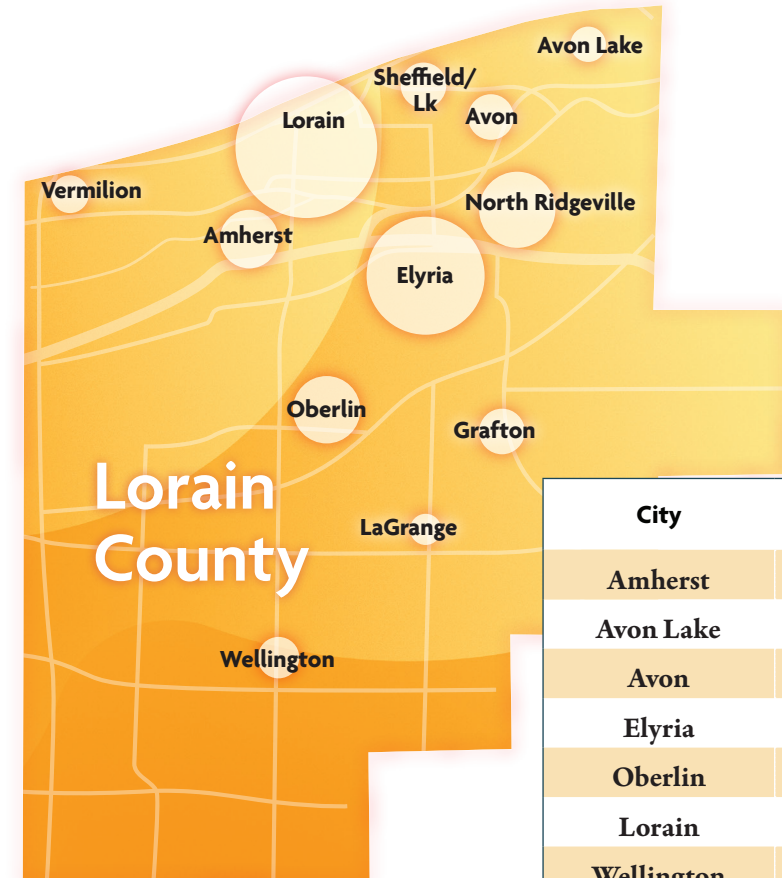 Avon Lake
Sheffield/
Lk
Avon
Lorain
Vermilion
North Ridgeville
Amherst
Elyria
Oberlin
Grafton
Lorain
County
LaGrange
Wellington
City
Amherst
Avon Lake
Avon
Elyria
Oberlin
Lorain
Wellington